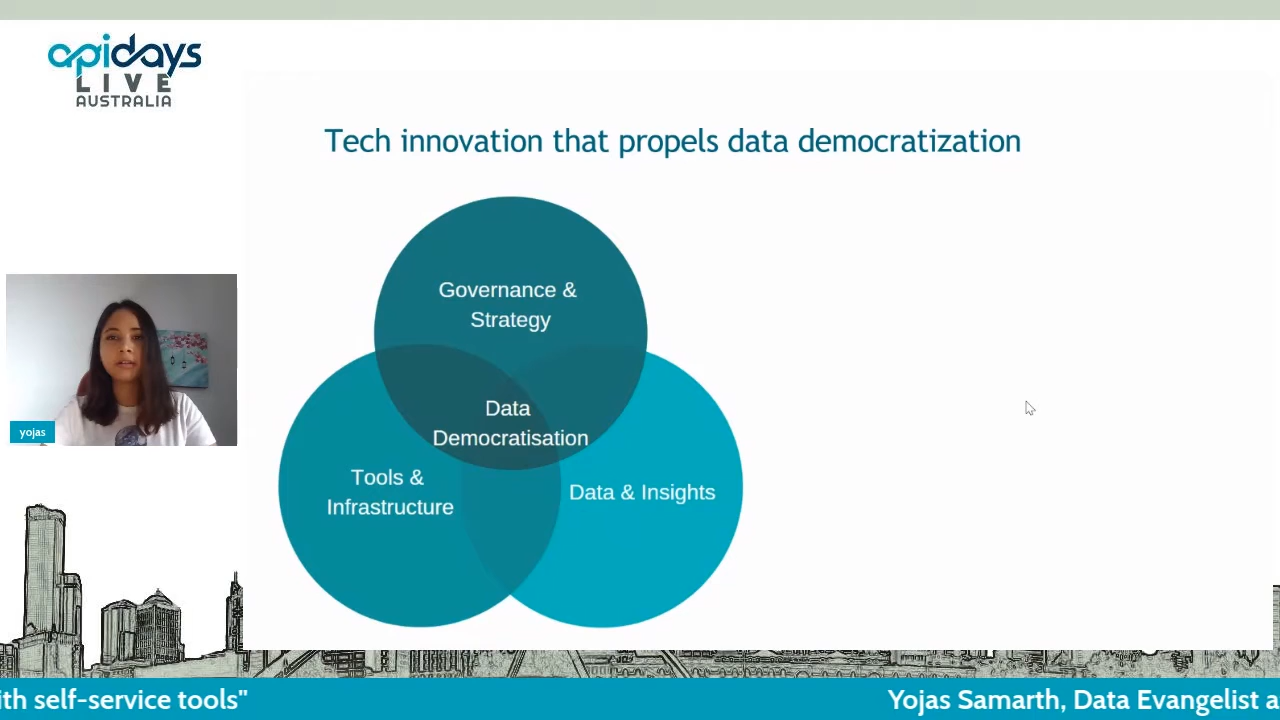 apidays
LIVE
AUSTRALIA
Tech innovation that propels data democratization
Governance &
Strategy
Data
Democratisation
Tools &
Infrastructure
Data & Insights
yojas
ith self-service tools"
Yojas Samarth, Data Evangelist a